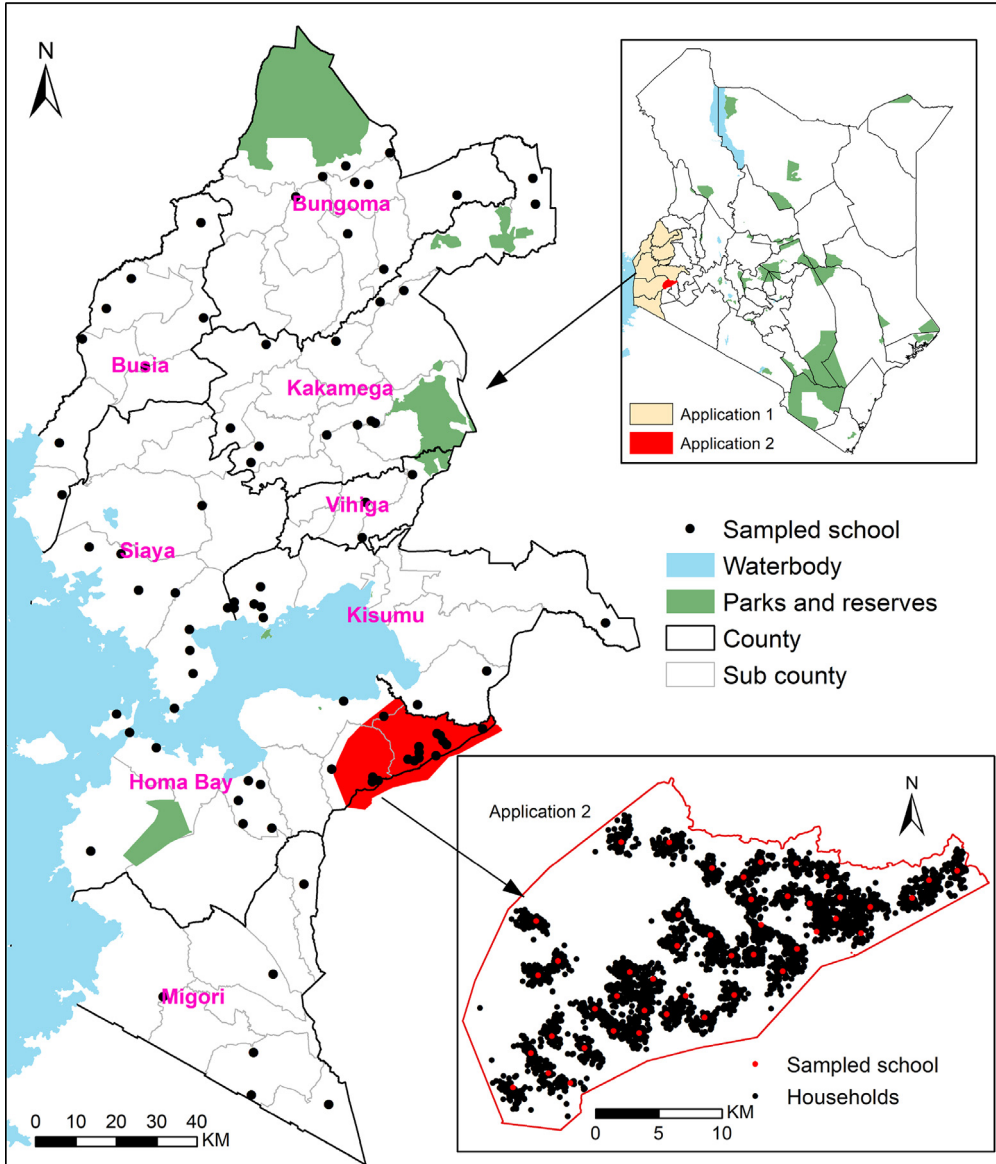 N
Bungoma
Busia
Kakamega
Vihiga
Siaya
Kisumu
Homa Bay
Migori
0 10 20 30 40
KM
Application 1
Application 2
Sampled school
Waterbody
Parks and reserves
County
Sub county
Application 2
N
Sampled school
Households
0 5 10
KM